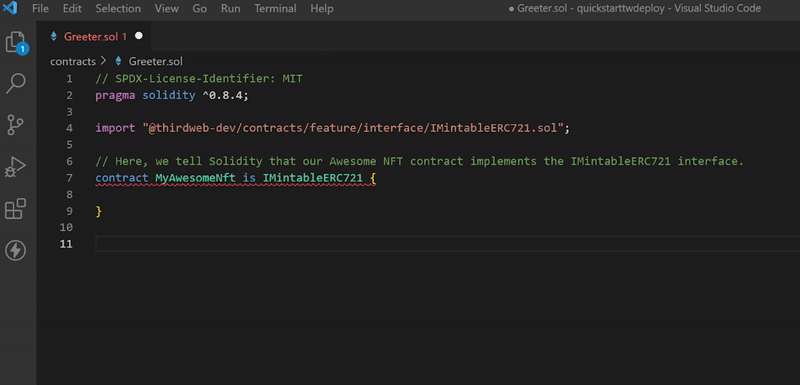 File Edit Selection View Go Run Terminal Help ● Greeter.sol - quickstarttwdeploy - Visual Studio Code
Greeter.sol 1 ●
1
contracts > Greeter.sol
1 // SPDX-License-Identifier: MIT
2 pragma solidity ^0.8.4;
3
4 import "@thirdweb-dev/contracts/feature/interface/IMintableERC721.sol";
5
6 // Here, we tell Solidity that our Awesome NFT contract implements the IMintableERC721 interface.
7 contract MyAwesomeNft is IMintableERC721 {
8
9 }
10
11